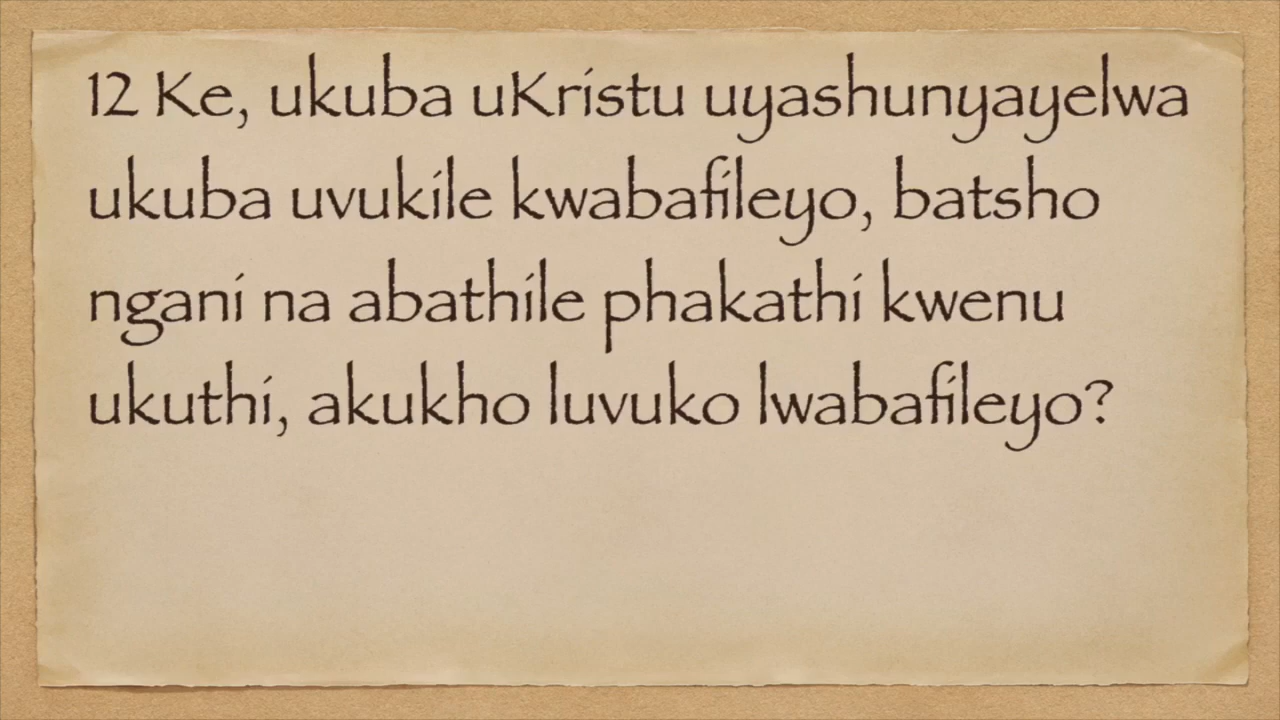 12 Ke, ukuba uKristu uyashunyayelwa
ukuba uvukile kwabafileyo, batsho
ngani na abathile phakathi kwenu
ukuthi, akukho luvuko lwabafileyo?